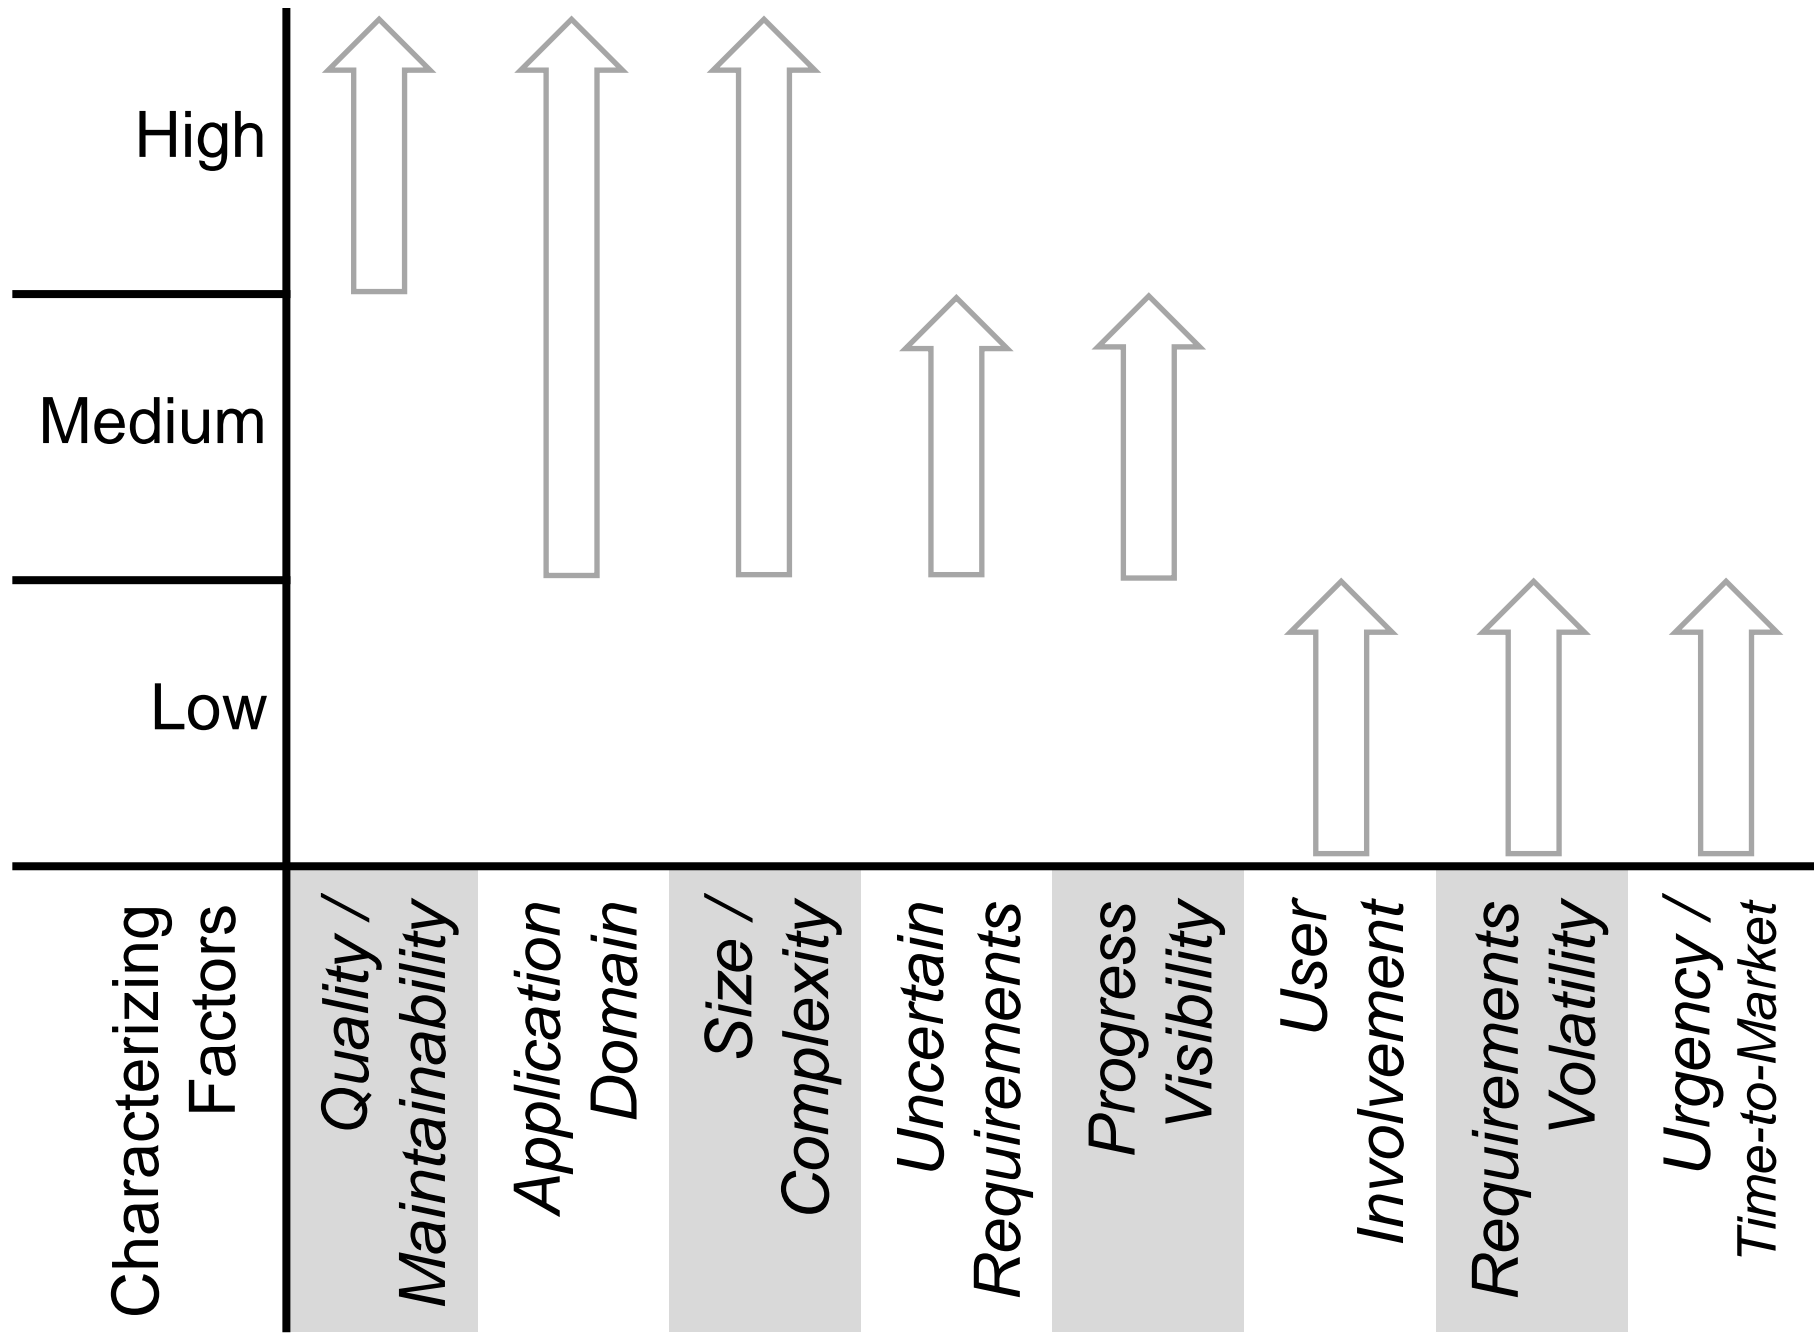 High
Medium
Low
Characterizing
Factors
Quality /
Maintainability
Application
Domain
Size /
Complexity
Uncertain
Requirements
Progress
Visibility
User
Involvement
Requirements
Volatility
Urgency /
Time-to-Market